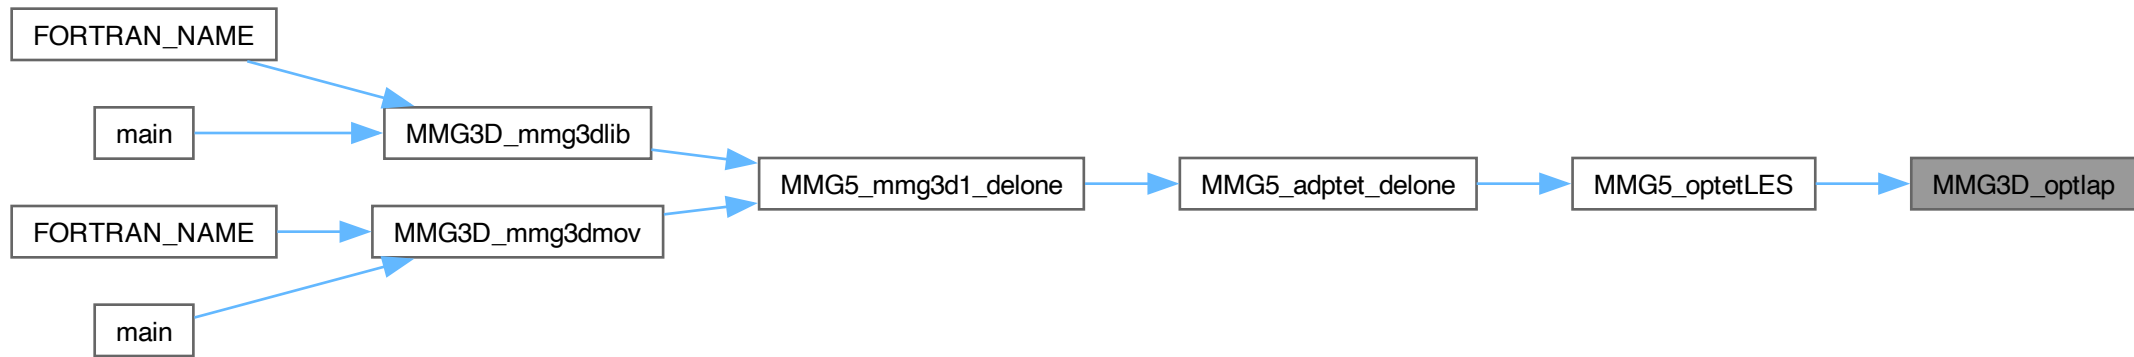 FORTRAN_NAME
main
MMG3D_mmg3dlib
MMG5_mmg3d1_delone
MMG5_adptet_delone
MMG5_optetLES
MMG3D_optlap
FORTRAN_NAME
MMG3D_mmg3dmov
main